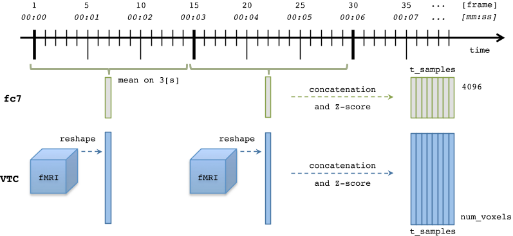 1 5 10 15 20 25 30 35 ... [frame]
00:00 00:01 00:02 00:03 00:04 00:05 00:06 00:07 ... [mm:ss]
time
mean on 3[s]
t_samples
fc7
concatenation
and Z-score
4096
reshape
reshape
VTC
fMRI
fMRI
concatenation
and Z-score
num_voxels
t_samples